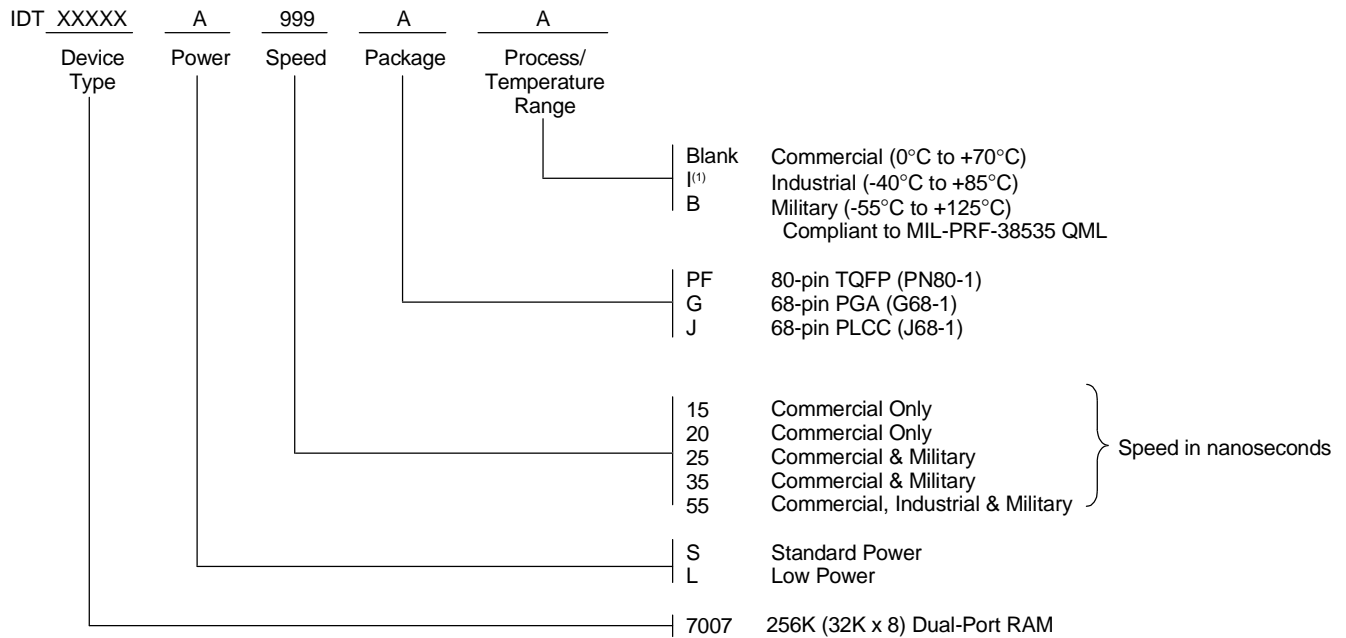 IDT XXXXX A 999 A A
Device Type
Power
Speed
Package
Process/
Temperature
Range
Blank Commercial (0°C to +70°C)
I(1) Industrial (-40°C to +85°C)
B Military (-55°C to +125°C)
Compliant to MIL-PRF-38535 QML
PF 80-pin TQFP (PN80-1)
G 68-pin PGA (G68-1)
J 68-pin PLCC (J68-1)
15 Commercial Only
20 Commercial Only
25 Commercial & Military
35 Commercial & Military
55 Commercial, Industrial & Military
Speed in nanoseconds
S Standard Power
L Low Power
7007 256K (32K x 8) Dual-Port RAM